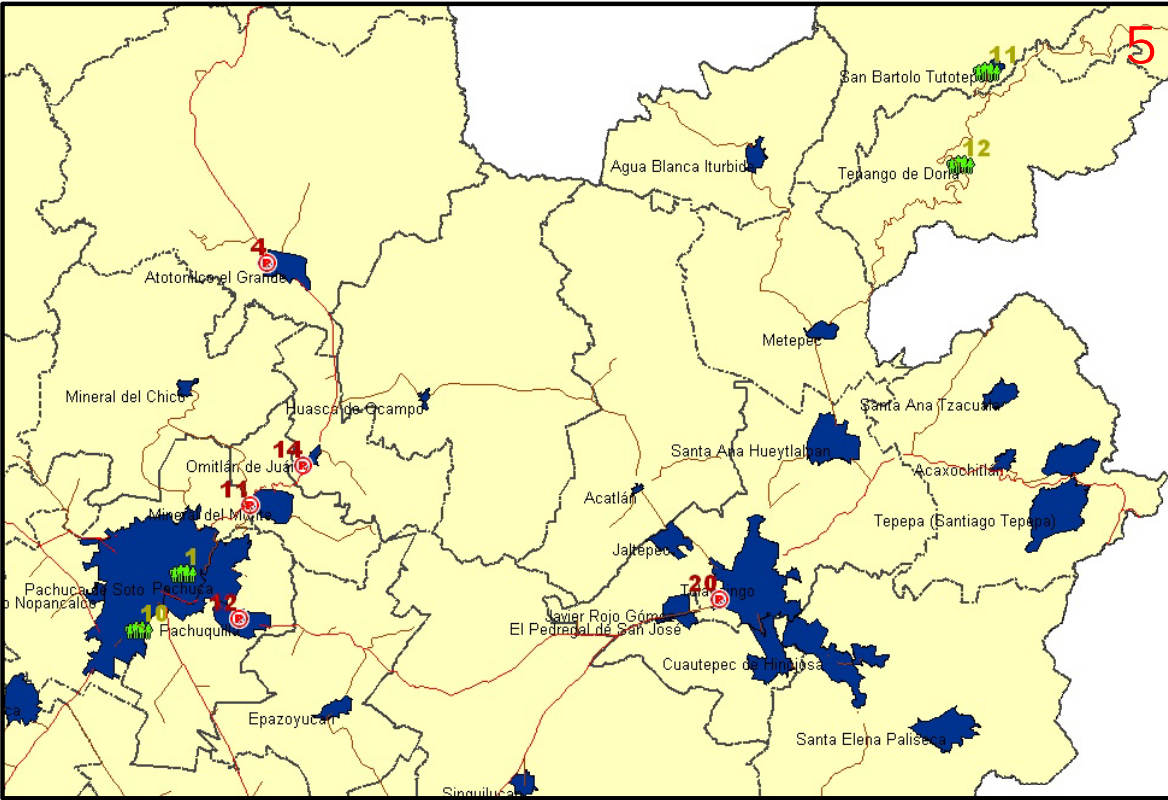 5
11
San Bartolo Tutotepec
12
Agua Blanca Iturbide
Tenango de Doria
4
Atotonilco el Grande
Metepec
Mineral del Chico
Huasca de Ocampo
Santa Ana Tzacuala
14
Omitlán de Juár
Santa Ana Hueytlalpan
Acaxochitlán
11
Mineral del Monte
Acatlán
Tepepa (Santiago Tepepa)
Jaltepec
1
Pachuca de Soto Pachuca
20
Tulancingo
o Nopancalco
10
12
Pachuquilla
Javier Rojo Góme
El Pedregal de San José
Cuautepec de Hinojosa
ca
Epazoyucan
Santa Elena Paliseca
Singuilucan